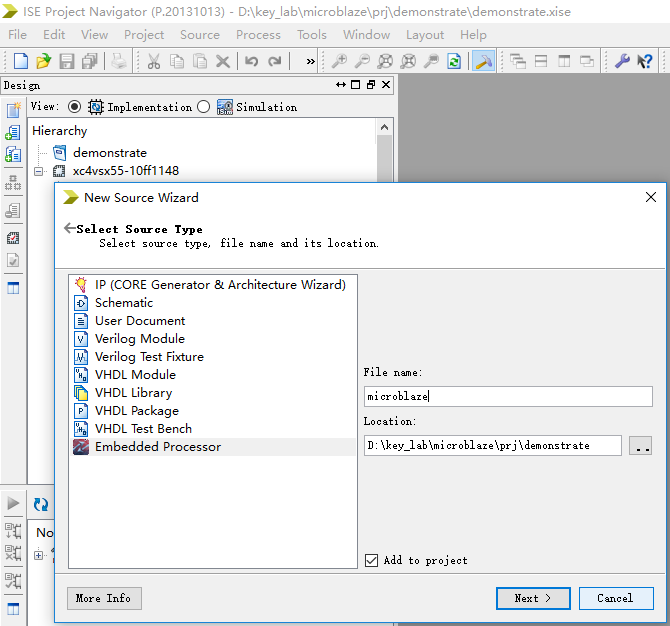 ISE Project Navigator (P.20131013) - D:\key_lab\microblaze\prj\demonstrate\demonstrate.xise
File Edit View Project Source Process Tools Window Layout Help
»
Design
View: Implementation Simulation
Hierarchy
demonstrate
xc4vsx55-10ff1148
New Source Wizard
Select Source Type
Select source type, file name and its location.
IP (CORE Generator & Architecture Wizard)
Schematic
User Document
Verilog Module
Verilog Test Fixture
VHDL Module
VHDL Library
VHDL Package
VHDL Test Bench
Embedded Processor
File name:
microblaze
Location:
D:\key_lab\microblaze\prj\demonstrate
..
No
Add to project
More Info
Next >
Cancel